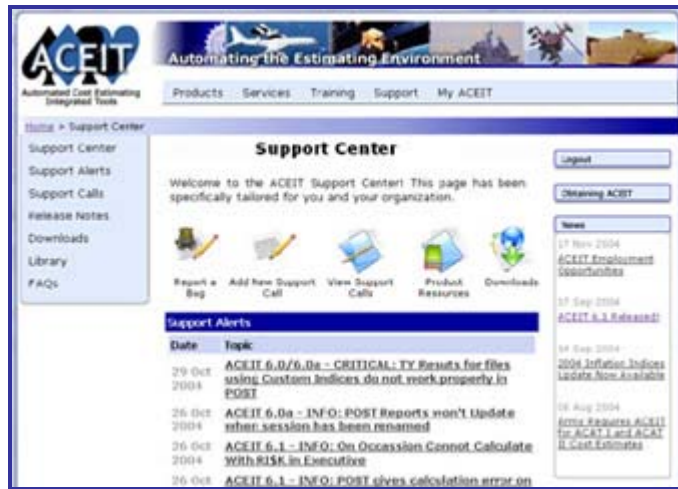 ACEIT
Automated Cost Estimating
Integrated Tools
Automating the Estimating Environment
Products Services Training Support My ACEIT
Home > Support Center
Support Center
Support Alerts
Support Calls
Release Notes
Downloads
Library
FAQs
Support Center
Welcome to the ACEIT Support Center! This page has been
specifically tailored for you and your organization.
Report a
Bug
Add New Support
Call
View Support
Calls
Product
Resources
Downloads
Support Alerts
Date Topic
29 Oct
2004
ACEIT 6.0/6.0a - CRITICAL: TY Resuts for files
using Custom Indices do not work properly in
POST
26 Oct
2004
ACEIT 6.0a - INFO: POST Reports won't Update
when session has been renamed
26 Oct
2004
ACEIT 6.1 - INFO: On Occassion Cannot Calculate
With RI$K in Executive
26 Oct
ACEIT 6.1 - INFO: POST gives calculation error on
Logout
Obtaining ACEIT
News
17 Nov 2004
ACEIT Employment
Opportunities
17 Sep 2004
ACEIT 6.1 Released!
Sep 2004
2004 Inflation Indices
Update Now Available
06 Aug 2004
Army Requires ACEIT
for ACAT I and ACAT
II Cost Estimates